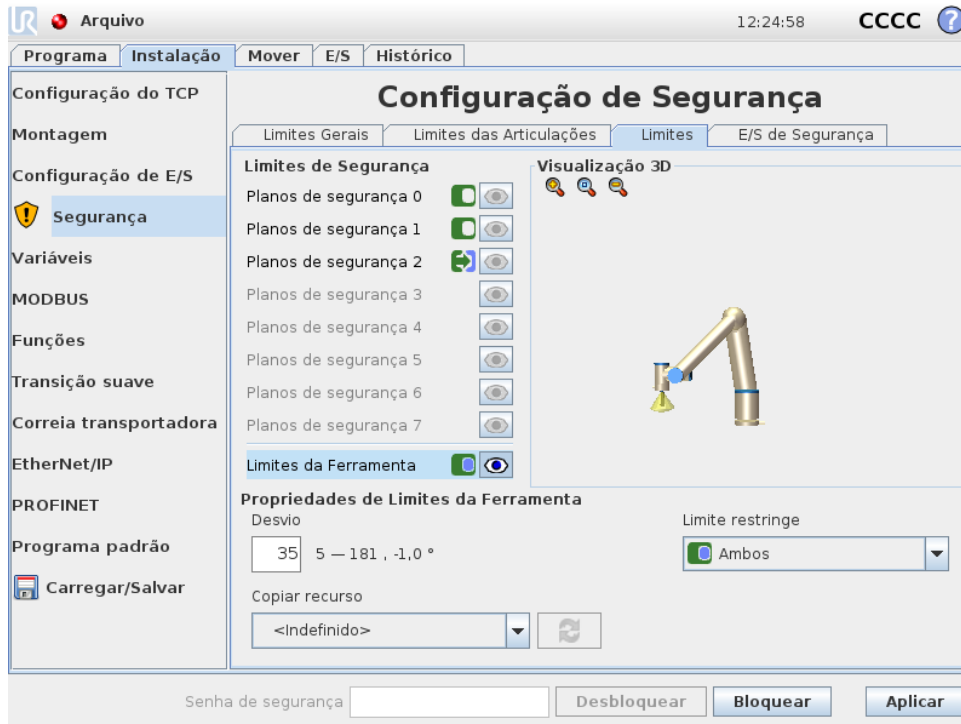 UR Arquivo 12:24:58 CCCC ?
Programa Instalação Mover E/S Histórico
Configuração do TCP
Montagem
Configuração de E/S
Segurança
Variáveis
MODBUS
Funções
Transição suave
Correia transportadora
EtherNet/IP
PROFINET
Programa padrão
Carregar/Salvar
Configuração de Segurança
Limites Gerais Limites das Articulações Limites E/S de Segurança
Limites de Segurança
Planos de segurança 0
Planos de segurança 1
Planos de segurança 2
Planos de segurança 3
Planos de segurança 4
Planos de segurança 5
Planos de segurança 6
Planos de segurança 7
Limites da Ferramenta
Visualização 3D
Propriedades de Limites da Ferramenta
Desvio
35 5 — 181 , -1,0 °
Limite restringe
Ambos
Copiar recurso
<Indefinido>
Senha de segurança Desbloquear Bloquear Aplicar